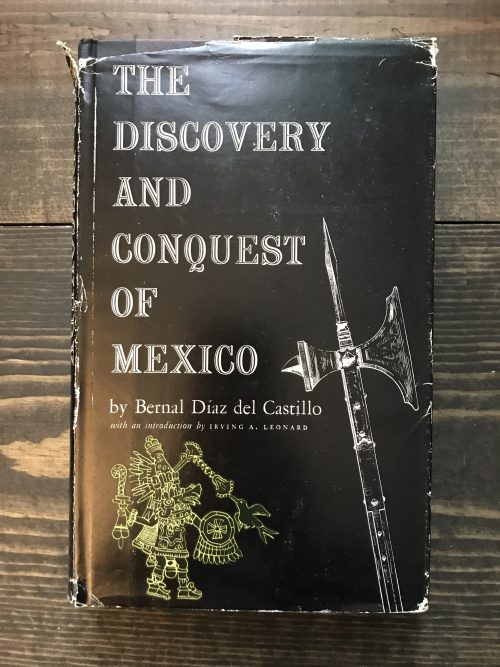 THE
DISCOVERY
AND
CONQUEST
OF
MEXICO
by Bernal Díaz del Castillo
with an introduction by IRVING A. LEONARD